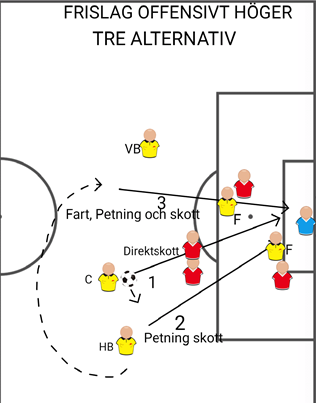 FRISLAG OFFENSIVT HÖGER
TRE ALTERNATIV
VB
3
F
Fart, Petning och skott
Direktskott
F
C
1
2
HB
Petning skott